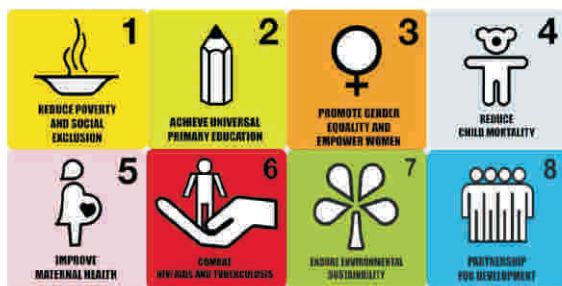 1
REDUCE POVERTY
AND SOCIAL
EXCLUSION
2
ACHIEVE UNIVERSAL
PRIMARY EDUCATION
3
PROMOTE GENDER
EQUALITY AND
EMPOWER WOMEN
4
REDUCE
CHILD MORTALITY
5
IMPROVE
MATERNAL HEALTH
6
COMBAT
HIV/AIDS AND TUBERCULOSIS
7
ENSURE ENVIRONMENTAL
SUSTAINABILITY
8
PARTNERSHIP
FOR DEVELOPMENT